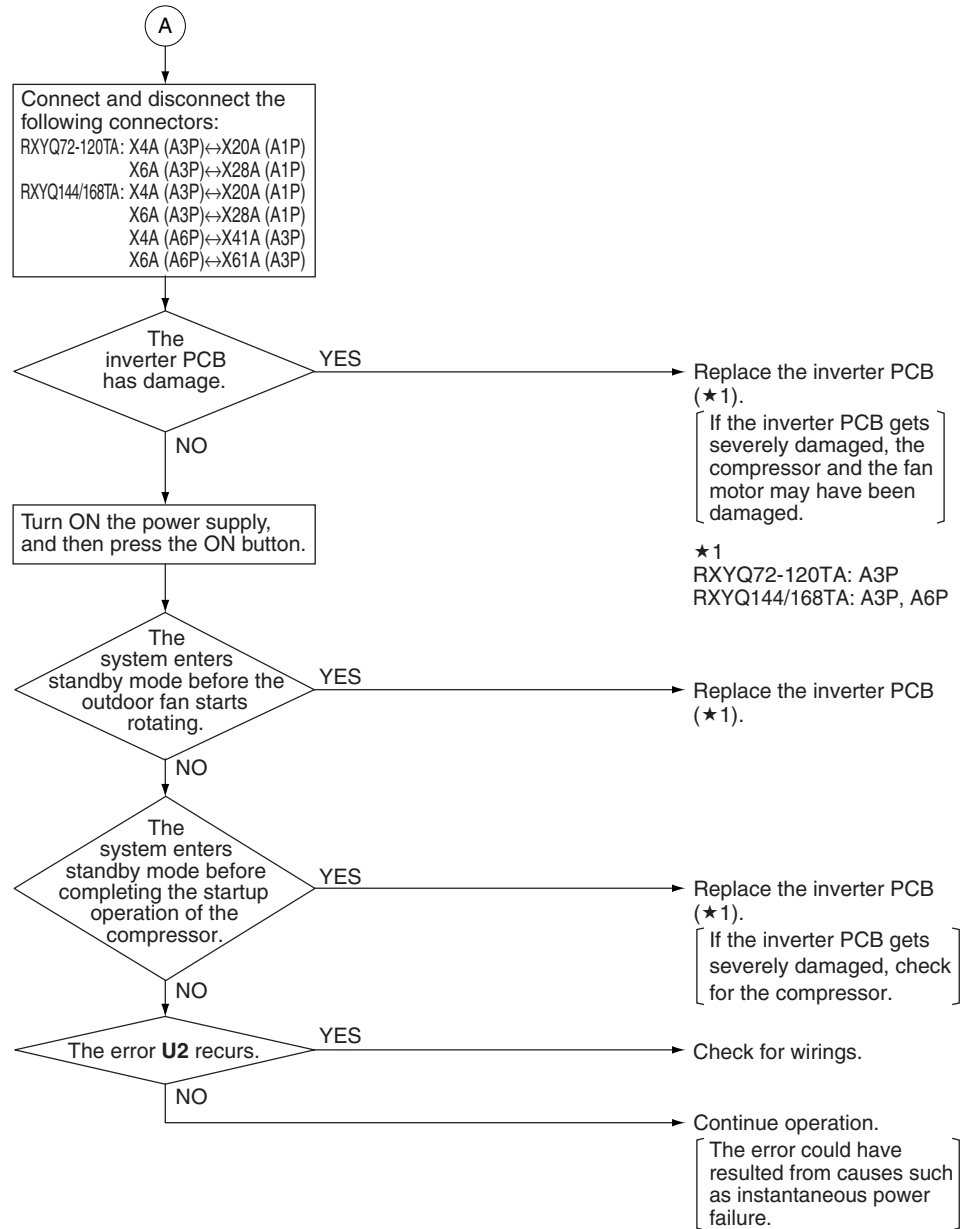 A
Connect and disconnect the
following connectors:
RXYQ72-120TA: X4A (A3P)↔X20A (A1P)
X6A (A3P)↔X28A (A1P)
RXYQ144/168TA: X4A (A3P)↔X20A (A1P)
X6A (A3P)↔X28A (A1P)
X4A (A6P)↔X41A (A3P)
X6A (A6P)↔X61A (A3P)
The
inverter PCB
has damage.
YES
Replace the inverter PCB
(★1).
If the inverter PCB gets
severely damaged, the
compressor and the fan
motor may have been
damaged.
★1
RXYQ72-120TA: A3P
RXYQ144/168TA: A3P, A6P
NO
Turn ON the power supply,
and then press the ON button.
The
system enters
standby mode before the
outdoor fan starts
rotating.
YES
Replace the inverter PCB
(★1).
NO
The
system enters
standby mode before
completing the startup
operation of the
compressor.
YES
Replace the inverter PCB
(★1).
If the inverter PCB gets
severely damaged, check
for the compressor.
NO
The error U2 recurs.
YES
Check for wirings.
NO
Continue operation.
The error could have
resulted from causes such
as instantaneous power
failure.